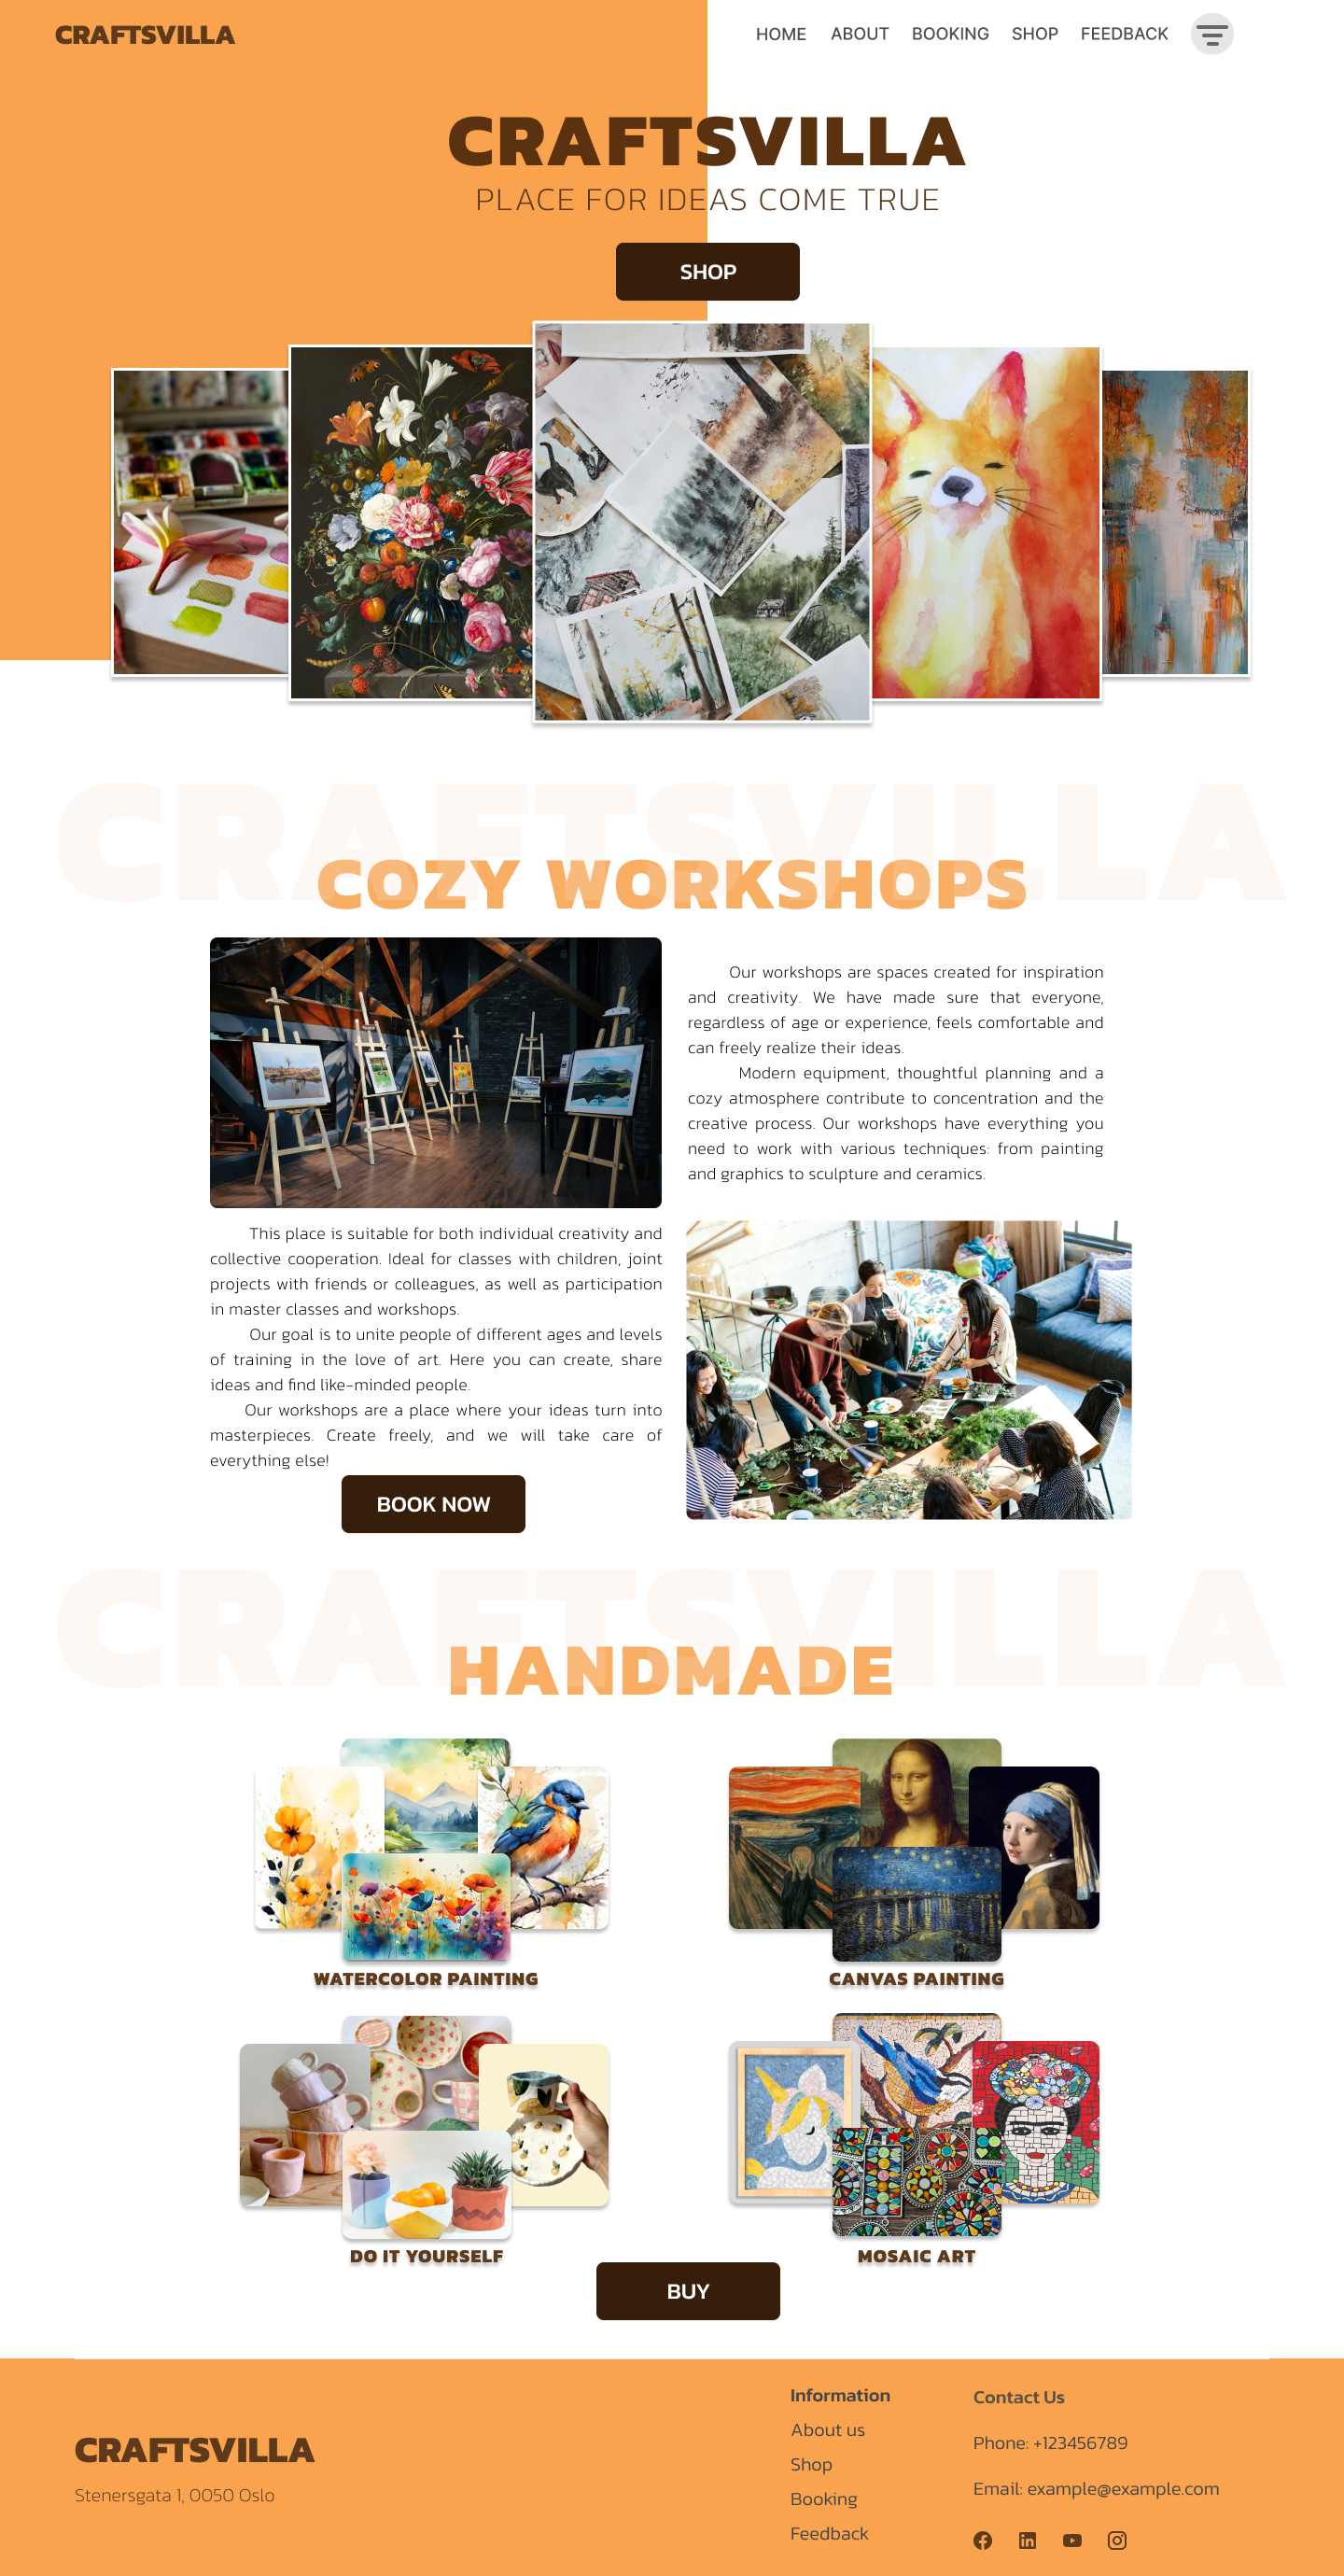 CRAFTSVILLA
HOME ABOUT BOOKING SHOP FEEDBACK
CRAFTSVILLA
PLACE FOR IDEAS COME TRUE
SHOP
CRAFTSVILLA
COZY WORKSHOPS
Our workshops are spaces created for inspiration
and creativity. We have made sure that everyone,
regardless of age or experience, feels comfortable and
can freely realize their ideas.
Modern equipment, thoughtful planning and a
cozy atmosphere contribute to concentration and the
creative process. Our workshops have everything you
need to work with various techniques: from painting
and graphics to sculpture and ceramics.
This place is suitable for both individual creativity and
collective cooperation. Ideal for classes with children, joint
projects with friends or colleagues, as well as participation
in master classes and workshops.
Our goal is to unite people of different ages and levels
of training in the love of art. Here you can create, share
ideas and find like-minded people.
Our workshops are a place where your ideas turn into
masterpieces. Create freely, and we will take care of
everything else!
BOOK NOW
CRAFTSVILLA
HANDMADE
WATERCOLOR PAINTING
CANVAS PAINTING
DO IT YOURSELF
MOSAIC ART
BUY
CRAFTSVILLA
Stenersgata 1, 0050 Oslo
Information
About us
Shop
Booking
Feedback
Contact Us
Phone: +123456789
Email: example@example.com